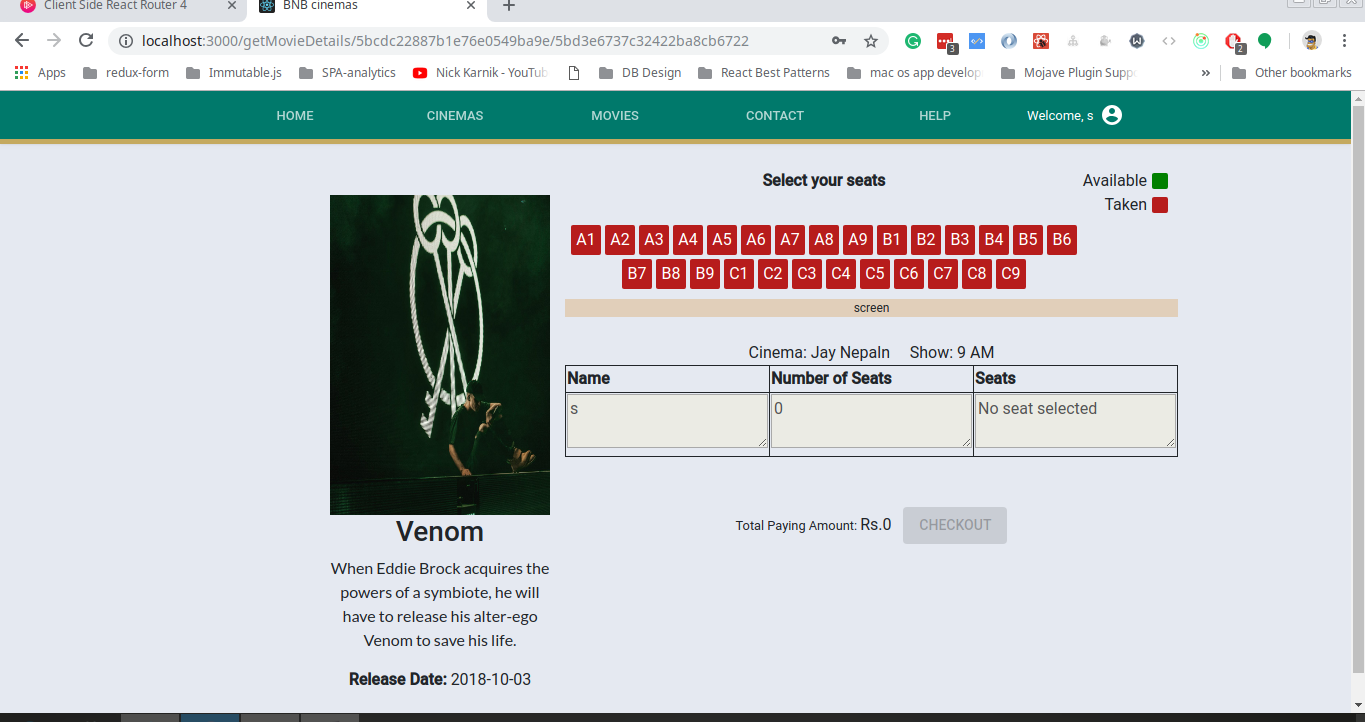 Client Side React Router 4
BNB cinemas
localhost:3000/getMovieDetails/5bcdc22887b1e76e0549ba9e/5bd3e6737c32422ba8cb6722
3
2
Apps redux-form Immutable.js SPA-analytics Nick Karnik - YouTub DB Design React Best Patterns mac os app develop Mojave Plugin Supp » Other bookmarks
HOME CINEMAS MOVIES CONTACT HELP Welcome, s
Select your seats
Available
Taken
A1 A2 A3 A4 A5 A6 A7 A8 A9 B1 B2 B3 B4 B5 B6
B7 B8 B9 C1 C2 C3 C4 C5 C6 C7 C8 C9
screen
Cinema: Jay Nepaln Show: 9 AM
Name Number of Seats Seats
s 0 No seat selected
Total Paying Amount: Rs.0 CHECKOUT
Venom
When Eddie Brock acquires the
powers of a symbiote, he will
have to release his alter-ego
Venom to save his life.
Release Date: 2018-10-03